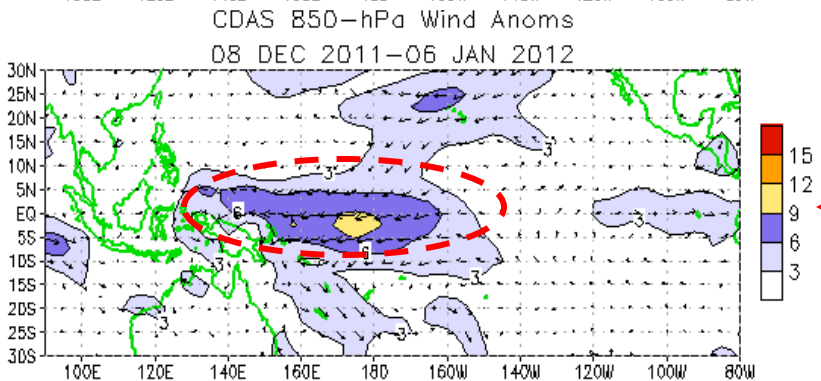 CDAS 850-hPa Wind Anoms
08 DEC 2011-06 JAN 2012
30N
25N
20N
15N
10N
5N
EQ
5S
10S
15S
20S
25S
30S
3
3
6
3
3
3
3
3
15
12
9
6
3
100E 120E 140E 160E 180 160W 140W 120W 100W 80W